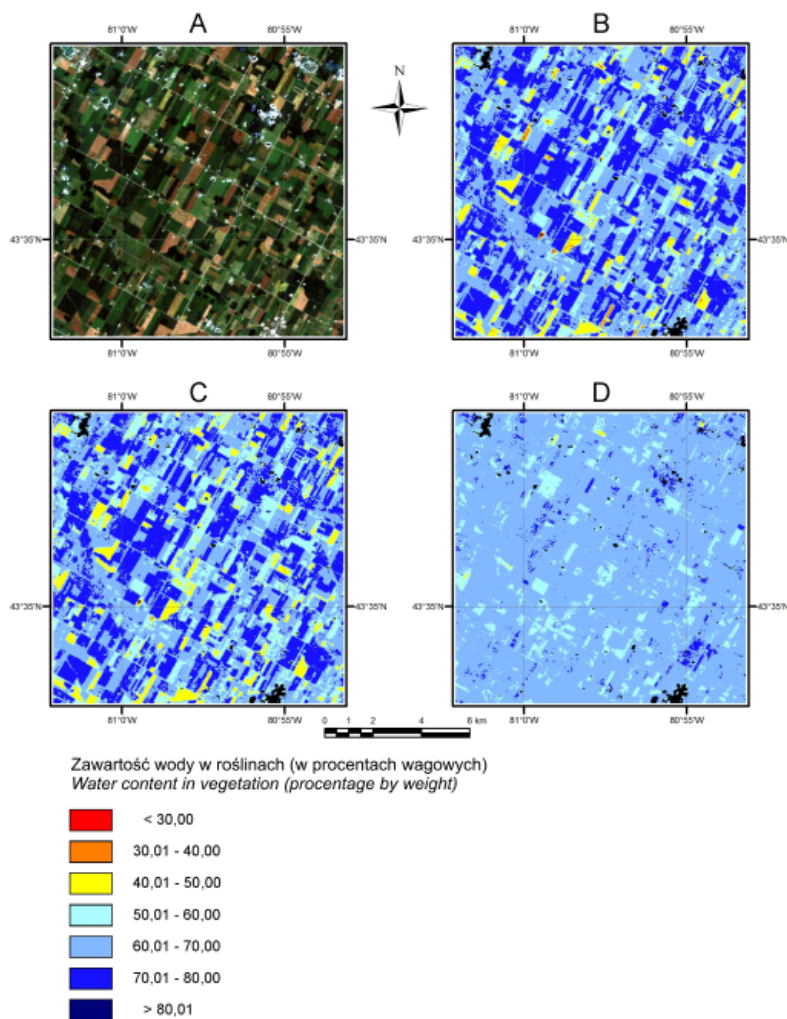 A
B
81°0'W 80°55'W
81°0'W 80°55'W
N
43°35'N
43°35'N
43°35'N
81°0'W 80°55'W
81°0'W 80°55'W
C
D
81°0'W 80°55'W
81°0'W 80°55'W
43°35'N
43°35'N
43°35'N
81°0'W 80°55'W
81°0'W 80°55'W
0 1 2 4 6 km
Zawartość wody w roślinach (w procentach wagowych)
Water content in vegetation (procentage by weight)
< 30,00
30,01 - 40,00
40,01 - 50,00
50,01 - 60,00
60,01 - 70,00
70,01 - 80,00
> 80,01